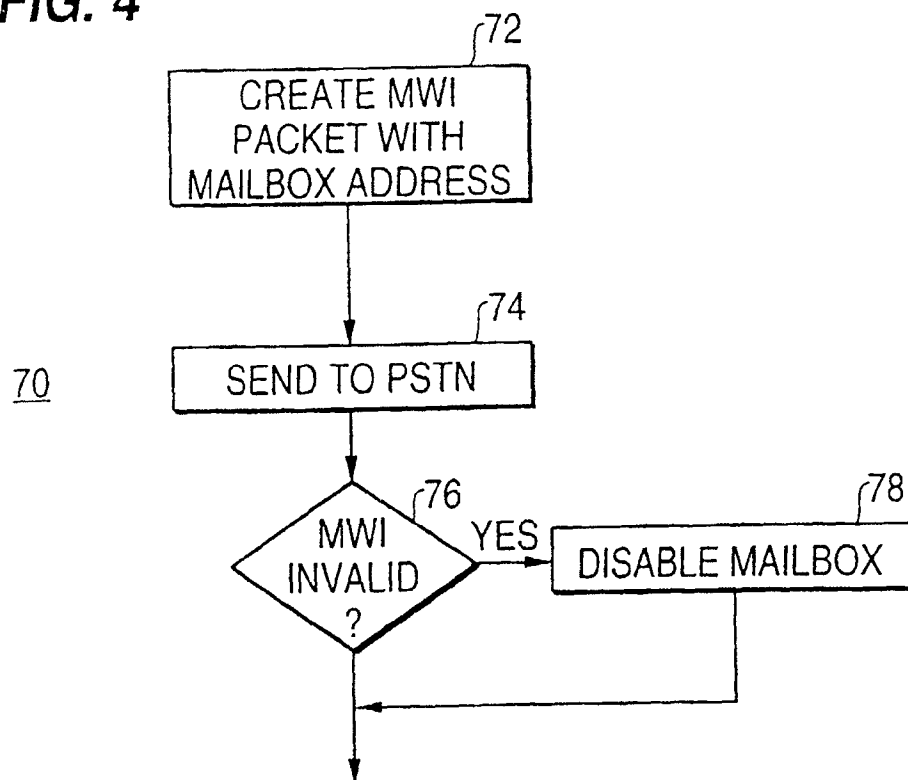 FIG. 4
72
CREATE MWI
PACKET WITH
MAILBOX ADDRESS
74
SEND TO PSTN
70
76
MWI
INVALID
?
YES
78
DISABLE MAILBOX